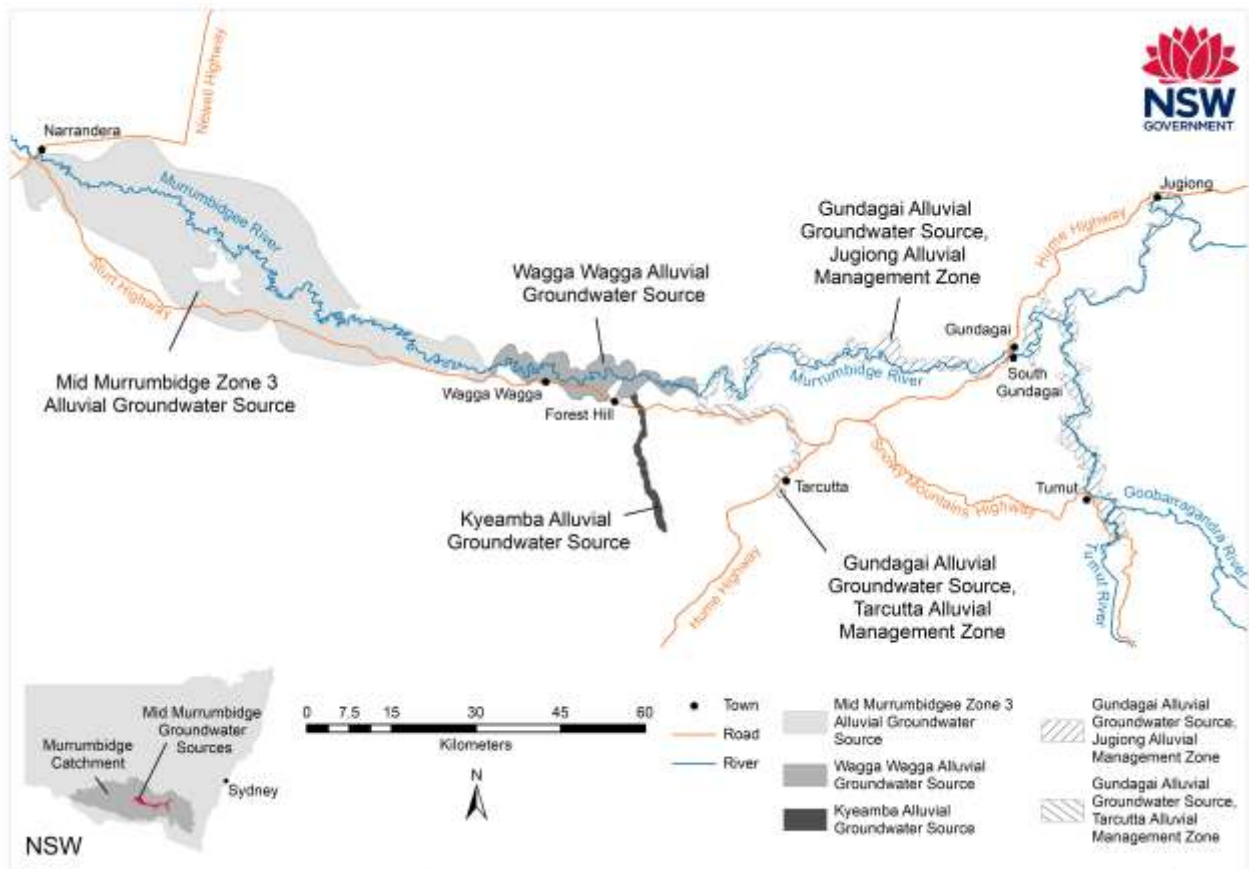 NSW
GOVERNMENT
Newell Highway
Narrandera
Murrumbidgee River
Sturt Highway
Mid Murrumbidge Zone 3
Alluvial Groundwater Source
Wagga Wagga Alluvial
Groundwater Source
Wagga Wagga
Forest Hill
Kyeamba Alluvial
Groundwater Source
Gundagai Alluvial
Groundwater Source,
Jugiong Alluvial
Management Zone
Murrumbidge River
Jugiong
Hume Highway
Gundagai
South
Gundagai
Tarcutta
Snowy Mountains Highway
Tumut
Goobarragandra River
Tumut River
Hume Highway
Gundagai Alluvial
Groundwater Source,
Tarcutta Alluvial
Management Zone
Mid Murrumbidge
Groundwater
Sources
Murrumbidge
Catchment
Sydney
NSW
0 7.5 15 30 45 60
Kilometers
N
Town
Road
River
Mid Murrumbidgee Zone 3
Alluvial Groundwater
Source
Wagga Wagga Alluvial
Groundwater Source
Kyeamba Alluvial
Groundwater Source
Gundagai Alluvial
Groundwater Source,
Jugiong Alluvial
Management Zone
Gundagai Alluvial
Groundwater Source,
Tarcutta Alluvial
Management Zone